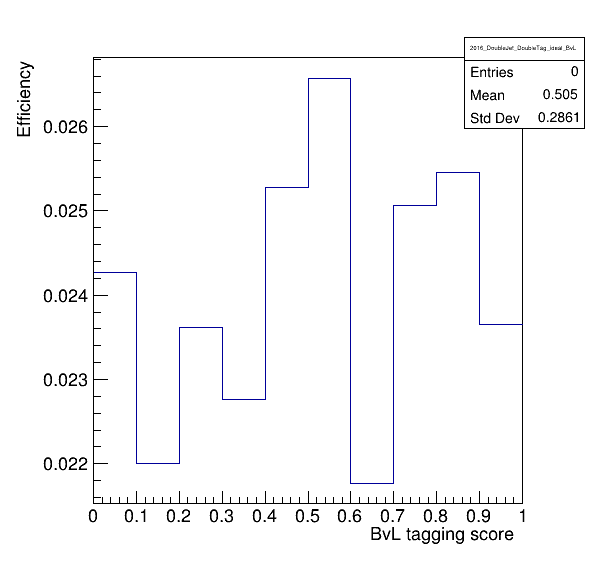 2016_DoubleJet_DoubleTag_ideal_BvL
Entries 0
Mean 0.505
Std Dev 0.2861
Efficiency
0.026
0.025
0.024
0.023
0.022
0 0.1 0.2 0.3 0.4 0.5 0.6 0.7 0.8 0.9 1
BvL tagging score